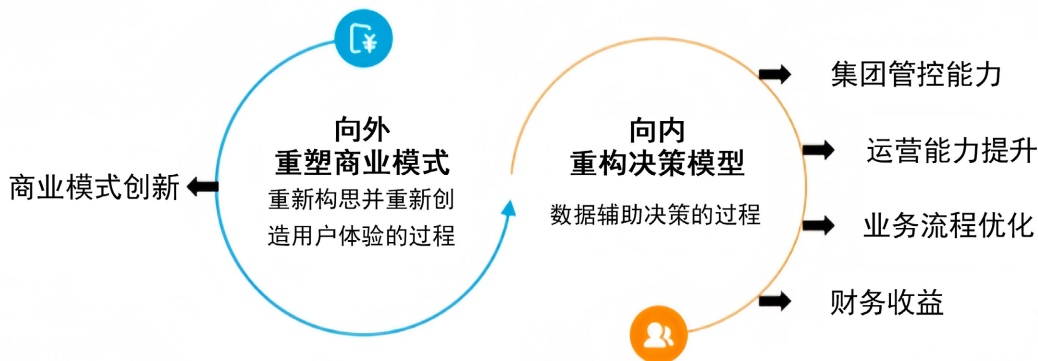 商业模式创新
向外
重塑商业模式
重新构思并重新创
造用户体验的过程
向内
重构决策模型
数据辅助决策的过程
集团管控能力
运营能力提升
业务流程优化
财务收益
¥